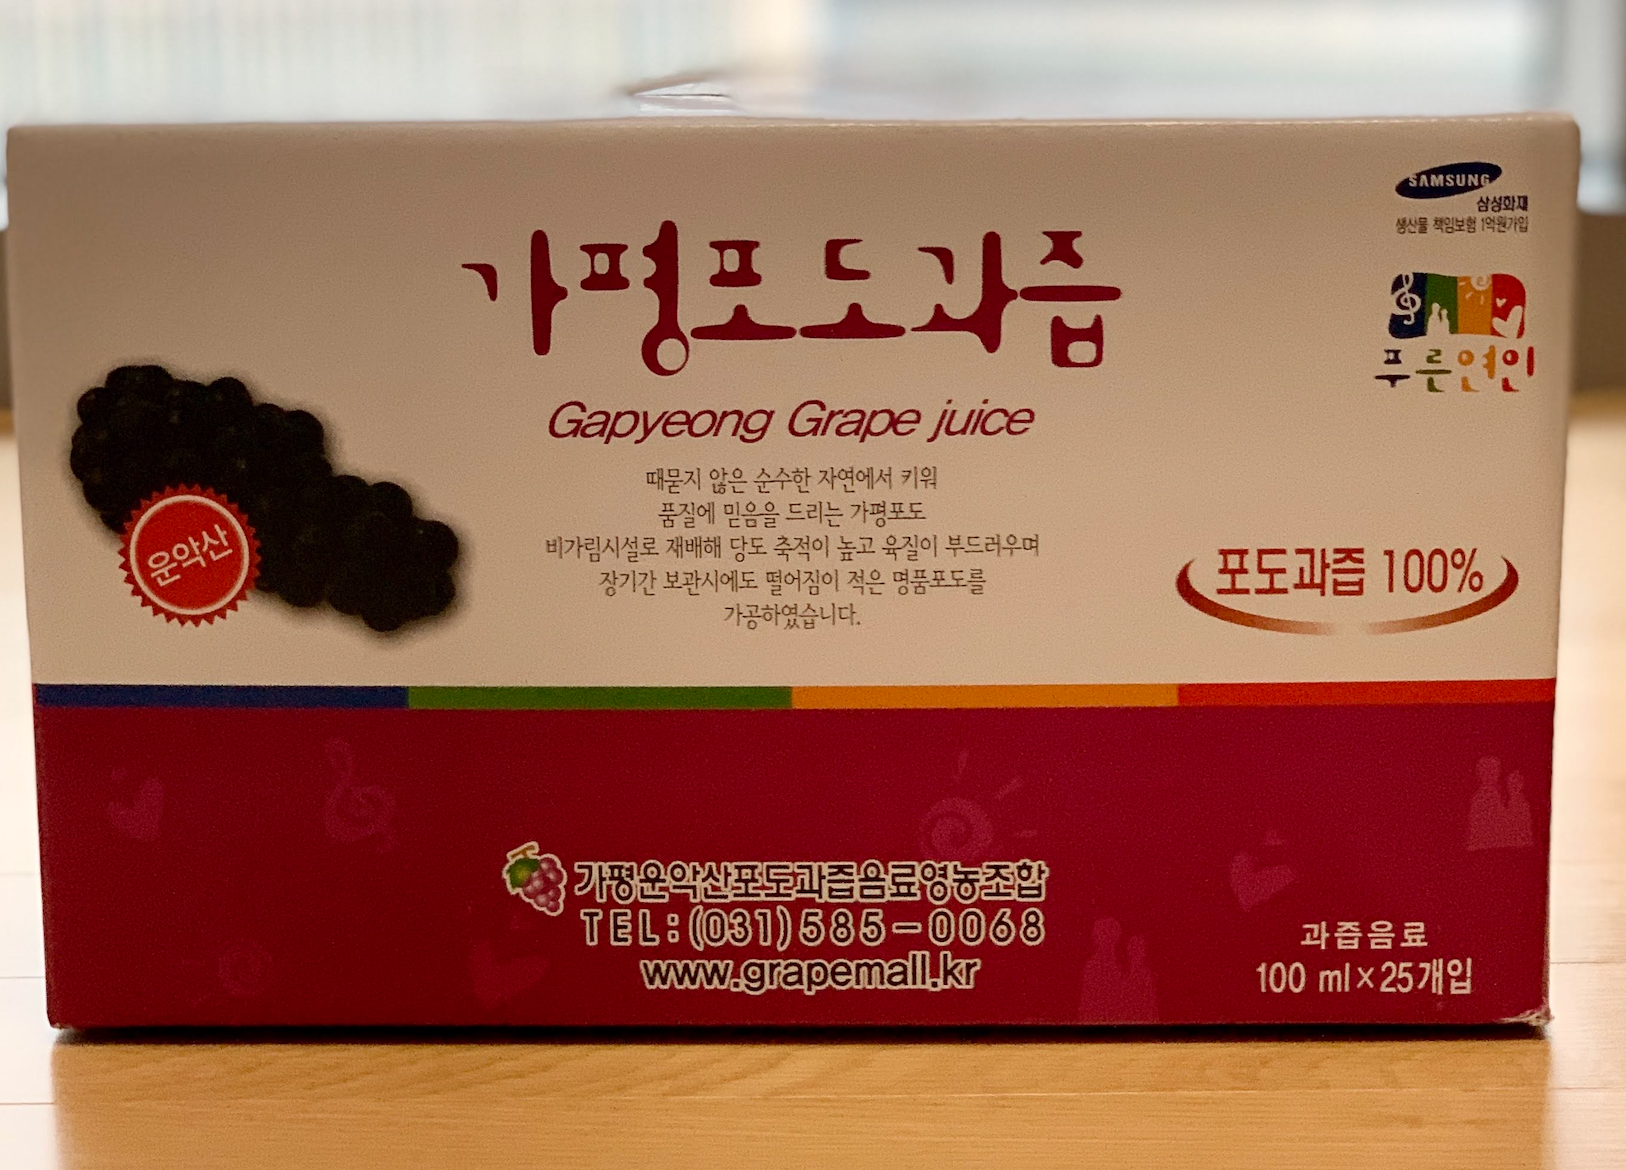 SAMSUNG
삼성화재
생산물 책임보험 1억원가입
가평포도과즙
푸른연인
Gapyeong Grape juice
때묻지 않은 순수한 자연에서 키워
품질에 믿음을 드리는 가평포도
비가림시설로 재배해 당도 축적이 높고 육질이 부드러우며
장기간 보관시에도 떨어짐이 적은 명품포도를
가공하였습니다.
운악산
포도과즙 100%
가평운악산포도과즙음료영농조합
TEL:(031)585-0068
www.grapemall.kr
과즙음료
100 ml×25개입